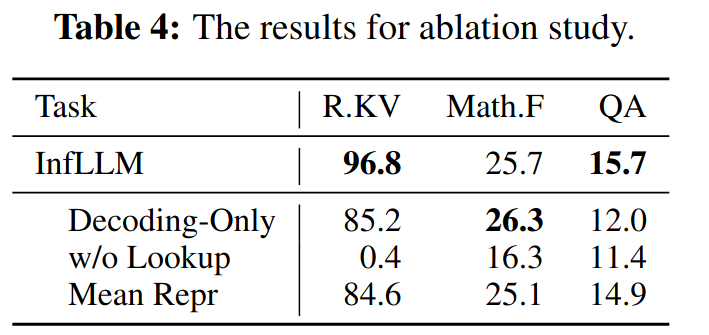 Table 4: The results for ablation study.
Task R.KV Math.F QA
InfLLM 96.8 25.7 15.7
Decoding-Only 85.2 26.3 12.0
w/o Lookup 0.4 16.3 11.4
Mean Repr 84.6 25.1 14.9